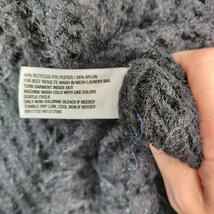 64% RECYCLED POLYESTER / 36% NYLON
FOR BEST RESULTS WASH IN MESH LAUNDRY BAG
TURN GARMENT INSIDE OUT
MACHINE WASH COLD WITH LIKE COLORS
GENTLE CYCLE
ONLY NON-CHLORINE BLEACH IF NEEDED
TUMBLE DRY LOW, COOL IRON IF NEEDED